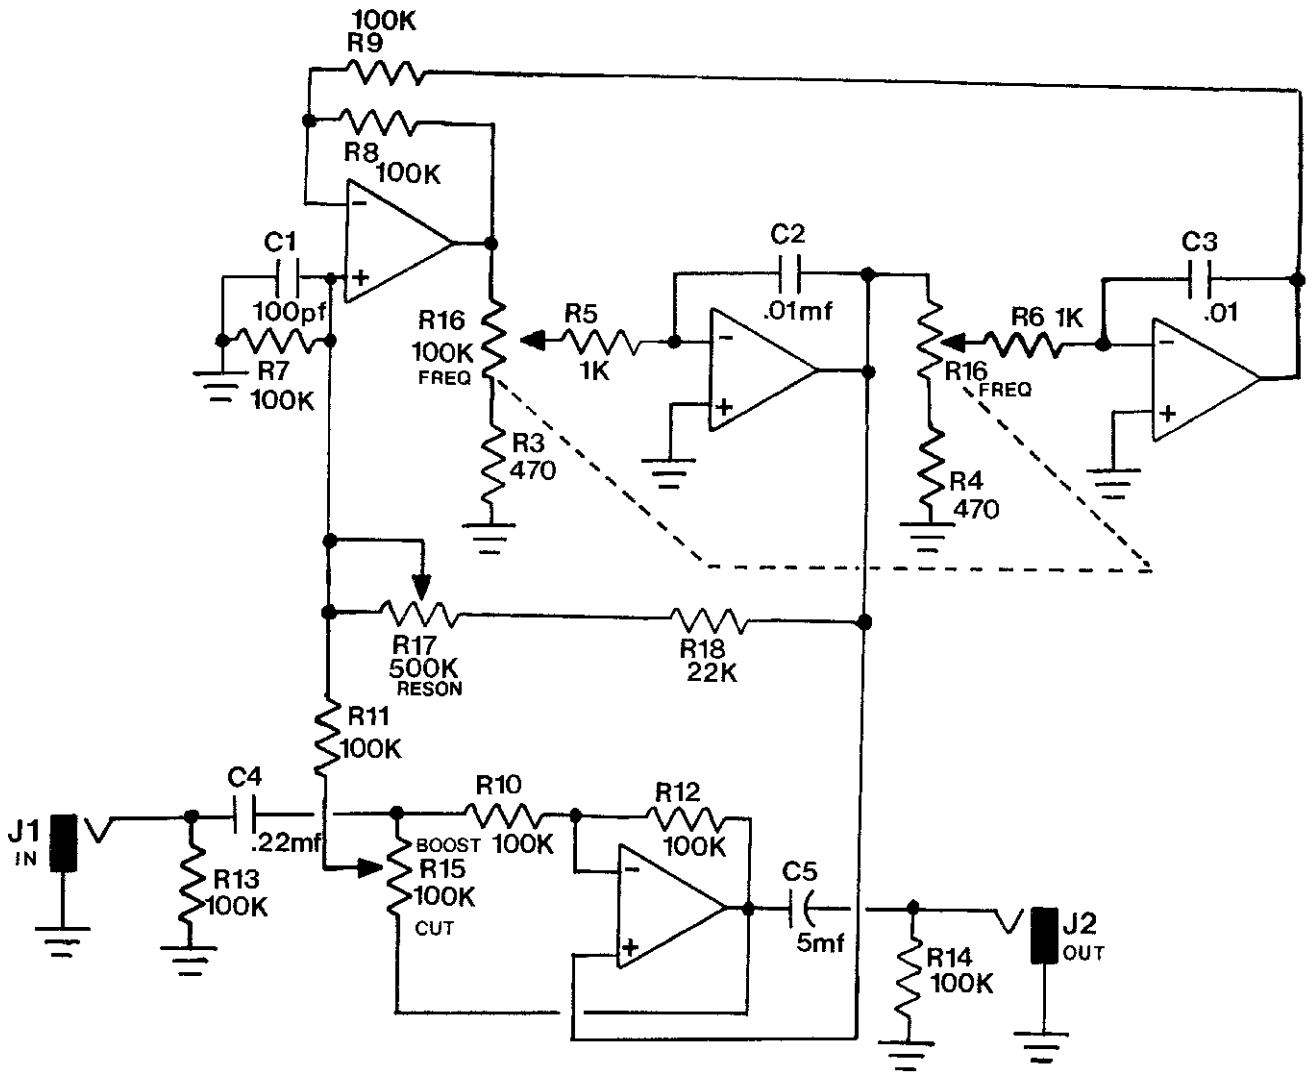 100K
R9
R8
100K
-
+
C1
100pf
R7
100K
R16
100K
FREQ
R5
1K
C2
.01mf
-
+
R3
470
R16
FREQ
R6 1K
C3
.01
-
+
R4
470
R17
500K
RESON
R18
22K
R11
100K
C4
.22mf
J1
IN
R13
100K
BOOST
R15
100K
CUT
R10
100K
R12
100K
-
+
C5
5mf
R14
100K
J2
OUT